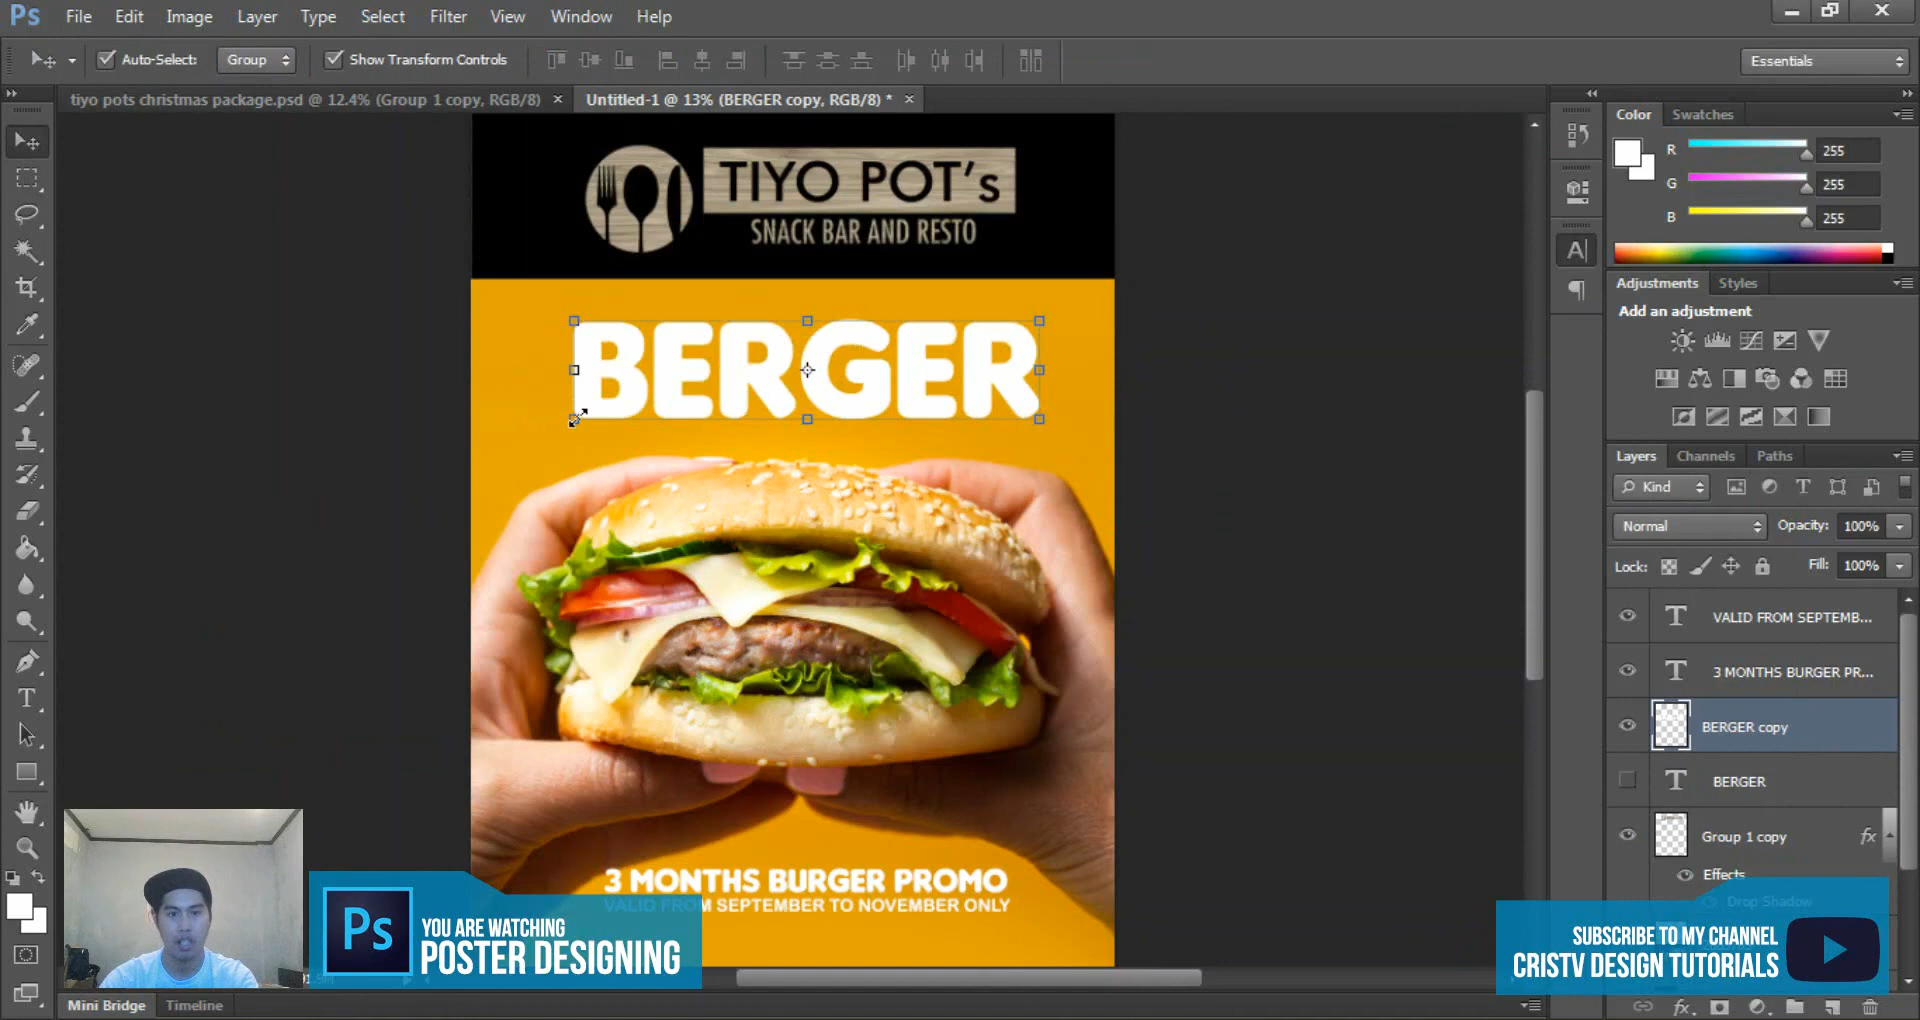 Ps File Edit Image Layer Type Select Filter View Window Help
Auto-Select: Group Show Transform Controls Essentials
tiyo pots christmas package.psd @ 12.4% (Group 1 copy, RGB/8) × Untitled-1 @ 13% (BERGER copy, RGB/8) * ×
Color Swatches
R 255
G 255
B 255
Adjustments Styles
Add an adjustment
Layers Channels Paths
Kind
Normal Opacity: 100%
Lock: Fill: 100%
VALID FROM SEPTEMB...
3 MONTHS BURGER PR...
BERGER copy
BERGER
Group 1 copy fx
Effects
Drop Shadow
TIYO POT's
SNACK BAR AND RESTO
BERGER
3 MONTHS BURGER PROMO
VALID FROM SEPTEMBER TO NOVEMBER ONLY
Ps
YOU ARE WATCHING
POSTER DESIGNING
SUBSCRIBE TO MY CHANNEL
CRISTV DESIGN TUTORIALS
Mini Bridge Timeline